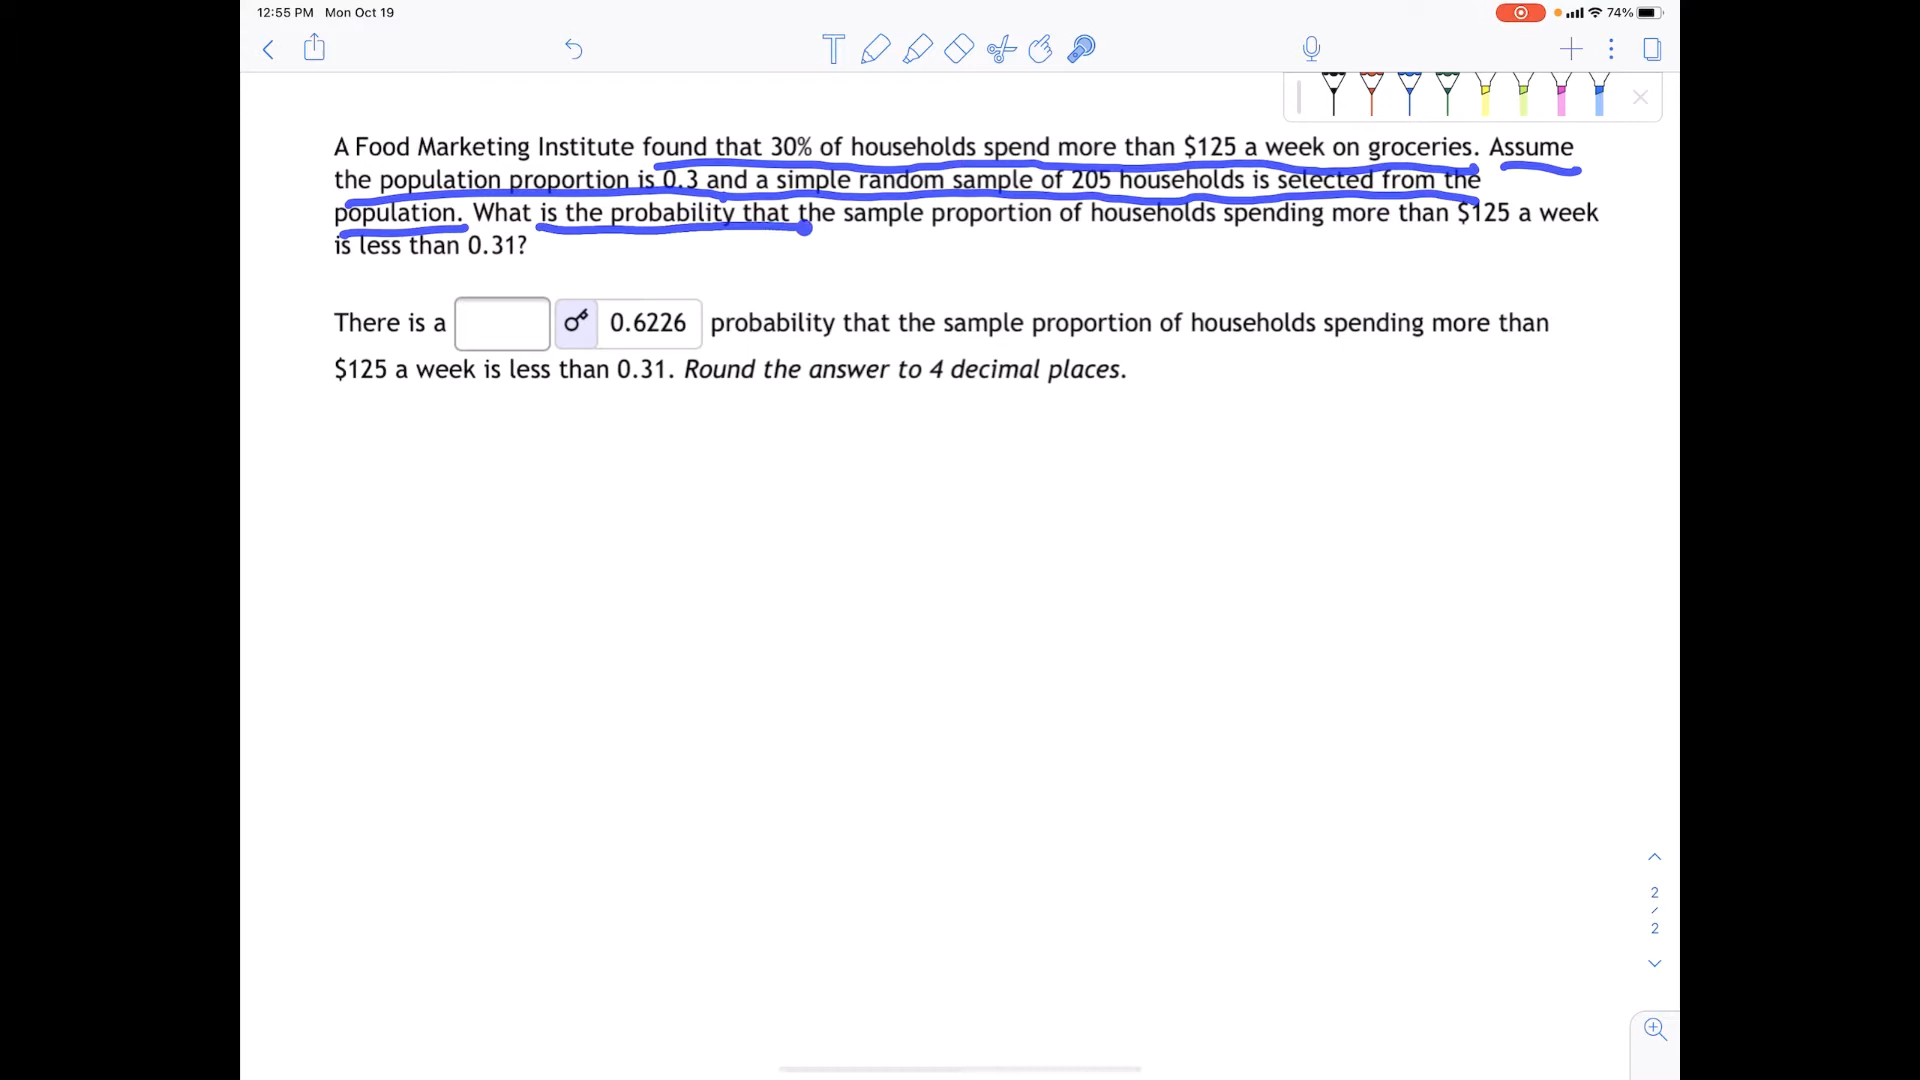 12:55 PM Mon Oct 19
74%
T
A Food Marketing Institute found that 30% of households spend more than $125 a week on groceries. Assume
the population proportion is 0.3 and a simple random sample of 205 households is selected from the
population. What is the probability that the sample proportion of households spending more than $125 a week
is less than 0.31?
There is a 0.6226 probability that the sample proportion of households spending more than
$125 a week is less than 0.31. Round the answer to 4 decimal places.
2
/
2